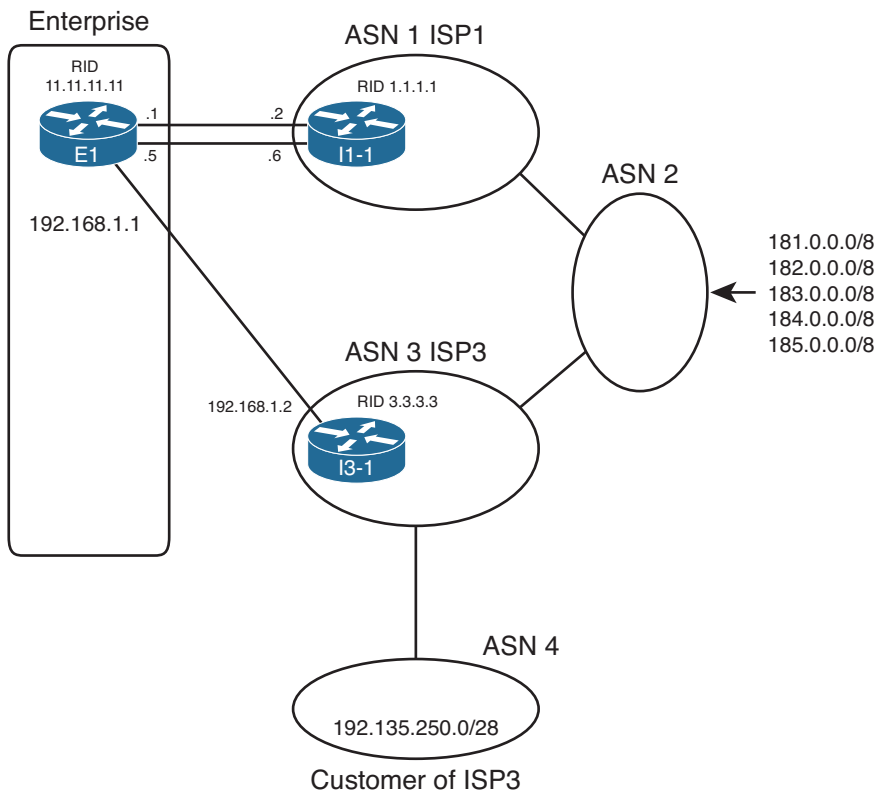 Enterprise
RID
11.11.11.11
E1
.1
.5
192.168.1.1
ASN 1 ISP1
RID 1.1.1.1
.2
.6
I1-1
ASN 2
181.0.0.0/8
182.0.0.0/8
183.0.0.0/8
184.0.0.0/8
185.0.0.0/8
ASN 3 ISP3
192.168.1.2
RID 3.3.3.3
I3-1
ASN 4
192.135.250.0/28
Customer of ISP3